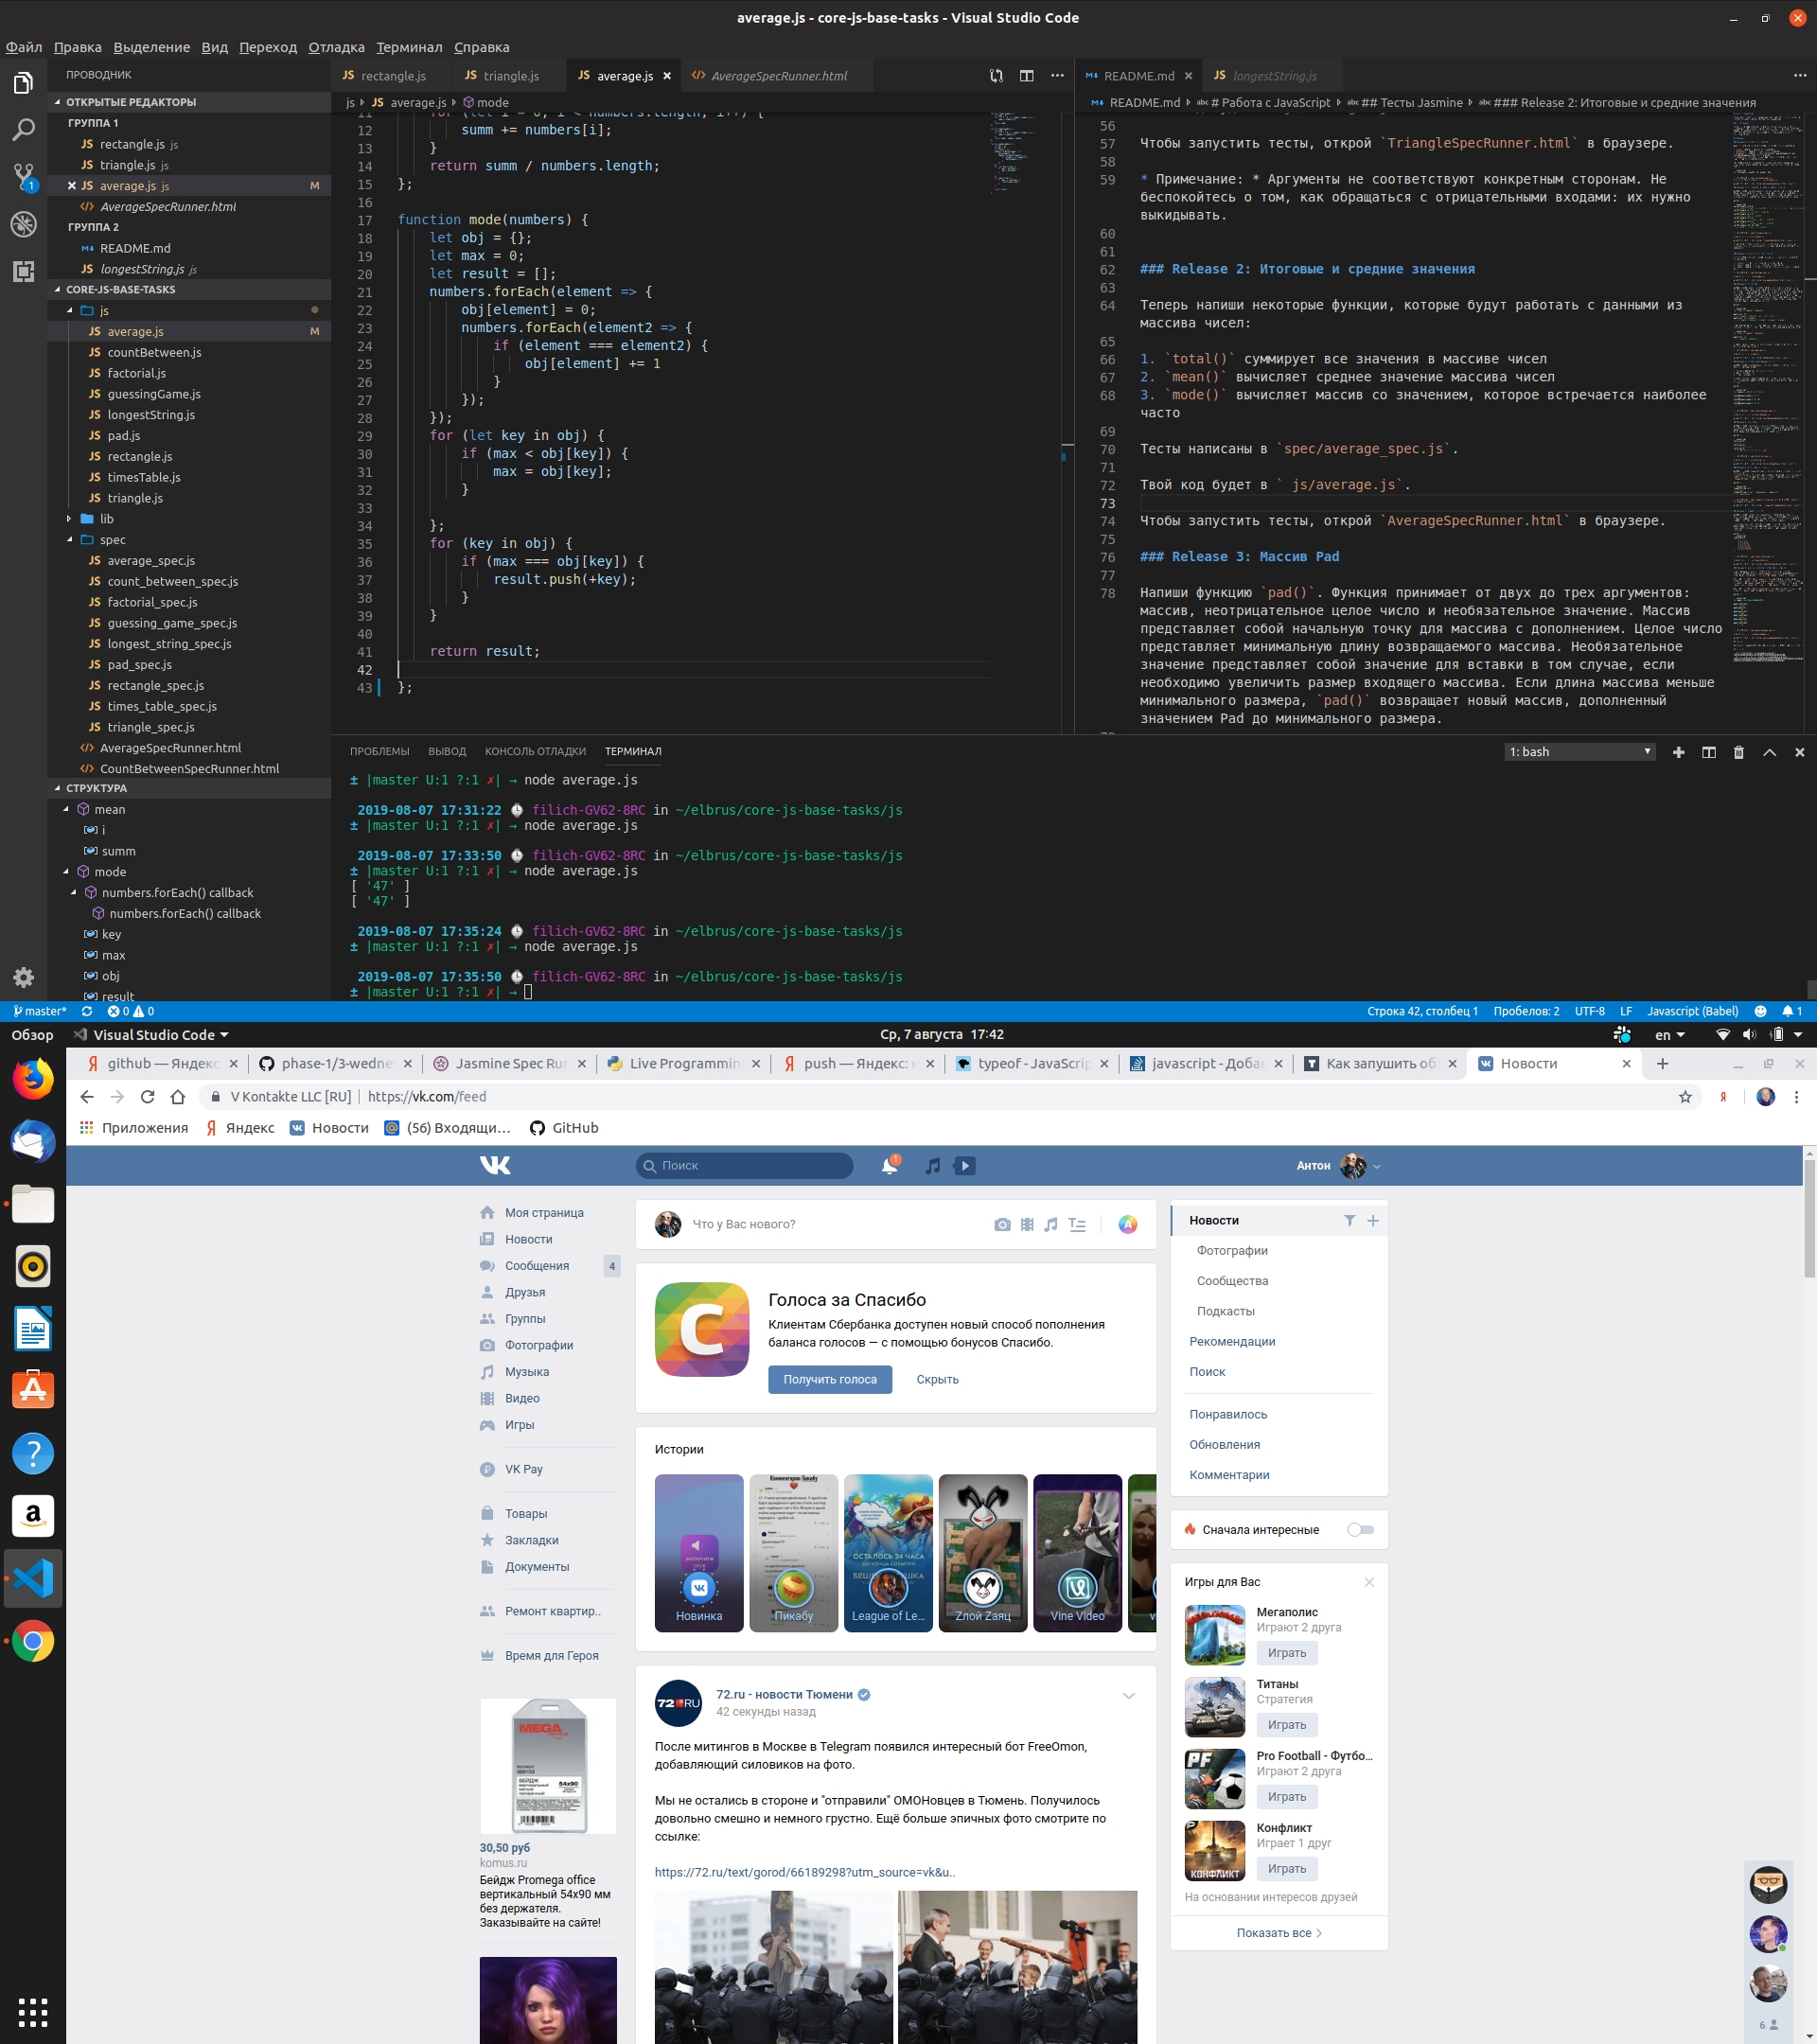 average.js - core-js-base-tasks - Visual Studio Code
Файл Правка Выделение Вид Переход Отладка Терминал Справка
ПРОВОДНИК
ОТКРЫТЫЕ РЕДАКТОРЫ
ГРУППА 1
rectangle.js js
triangle.js js
average.js js M
AverageSpecRunner.html
ГРУППА 2
README.md
longestString.js js
CORE-JS-BASE-TASKS
js
average.js M
countBetween.js
factorial.js
guessingGame.js
longestString.js
pad.js
rectangle.js
timesTable.js
triangle.js
lib
spec
average_spec.js
count_between_spec.js
factorial_spec.js
guessing_game_spec.js
longest_string_spec.js
pad_spec.js
rectangle_spec.js
times_table_spec.js
triangle_spec.js
AverageSpecRunner.html
CountBetweenSpecRunner.html
СТРУКТУРА
mean
i
summ
mode
numbers.forEach() callback
numbers.forEach() callback
key
max
obj
result
rectangle.js triangle.js average.js AverageSpecRunner.html
js average.js mode
11 for (let i = 0; i < numbers.length; i++) {
12 summ += numbers[i];
13 }
14 return summ / numbers.length;
15 };
16
17 function mode(numbers) {
18 let obj = {};
19 let max = 0;
20 let result = [];
21 numbers.forEach(element => {
22 obj[element] = 0;
23 numbers.forEach(element2 => {
24 if (element === element2) {
25 obj[element] += 1
26 }
27 });
28 });
29 for (let key in obj) {
30 if (max < obj[key]) {
31 max = obj[key];
32 }
33
34 };
35 for (key in obj) {
36 if (max === obj[key]) {
37 result.push(+key);
38 }
39 }
40
41 return result;
42
43 };
README.md longestString.js
README.md # Работа с JavaScript ## Тесты Jasmine ### Release 2: Итоговые и средние значения
56
57 Чтобы запустить тесты, открой `TriangleSpecRunner.html` в браузере.
58
59 * Примечание: * Аргументы не соответствуют конкретным сторонам. Не
беспокойтесь о том, как обращаться с отрицательными входами: их нужно
выкидывать.
60
61
62 ### Release 2: Итоговые и средние значения
63
64 Теперь напиши некоторые функции, которые будут работать с данными из
массива чисел:
65
66 1. `total()` суммирует все значения в массиве чисел
67 2. `mean()` вычисляет среднее значение массива чисел
68 3. `mode()` вычисляет массив со значением, которое встречается наиболее
часто
69
70 Тесты написаны в `spec/average_spec.js`.
71
72 Твой код будет в ` js/average.js`.
73
74 Чтобы запустить тесты, открой `AverageSpecRunner.html` в браузере.
75
76 ### Release 3: Массив Pad
77
78 Напиши функцию `pad()`. Функция принимает от двух до трех аргументов:
массив, неотрицательное целое число и необязательное значение. Массив
представляет собой начальную точку для массива с дополнением. Целое число
представляет минимальную длину возвращаемого массива. Необязательное
значение представляет собой значение для вставки в том случае, если
необходимо увеличить размер входящего массива. Если длина массива меньше
минимального размера, `pad()` возвращает новый массив, дополненный
значением Pad до минимального размера.
ПРОБЛЕМЫ ВЫВОД КОНСОЛЬ ОТЛАДКИ ТЕРМИНАЛ 1: bash
± |master U:1 ?:1 ✗| → node average.js
2019-08-07 17:31:22 ⌚ filich-GV62-8RC in ~/elbrus/core-js-base-tasks/js
± |master U:1 ?:1 ✗| → node average.js
2019-08-07 17:33:50 ⌚ filich-GV62-8RC in ~/elbrus/core-js-base-tasks/js
± |master U:1 ?:1 ✗| → node average.js
[ '47' ]
[ '47' ]
2019-08-07 17:35:24 ⌚ filich-GV62-8RC in ~/elbrus/core-js-base-tasks/js
± |master U:1 ?:1 ✗| → node average.js
2019-08-07 17:35:50 ⌚ filich-GV62-8RC in ~/elbrus/core-js-base-tasks/js
± |master U:1 ?:1 ✗| →
master* 0 0 Строка 42, столбец 1 Пробелов: 2 UTF-8 LF Javascript (Babel) 1
Обзор Visual Studio Code Ср, 7 августа 17:42 en
github — Яндекс phase-1/3-wednes Jasmine Spec Run Live Programmin push — Яндекс: н typeof - JavaScrip javascript - Добав Как запушить об Новости
V Kontakte LLC [RU] https://vk.com/feed
Приложения Яндекс Новости (56) Входящи... GitHub
Поиск 1 Антон
Моя страница
Новости
Сообщения 4
Друзья
Группы
Фотографии
Музыка
Видео
Игры
VK Pay
Товары
Закладки
Документы
Ремонт квартир..
Время для Героя
MEGA
БЕЙДЖ
54x90
30,50 руб
komus.ru
Бейдж Promega office
вертикальный 54х90 мм
без держателя.
Заказывайте на сайте!
Что у Вас нового?
Голоса за Спасибо
Клиентам Сбербанка доступен новый способ пополнения
баланса голосов — с помощью бонусов Спасибо.
Получить голоса Скрыть
Истории
ОСТАЛОСЬ 24 ЧАСА
Новинка Пикабу League of Le... Zлой Zаяц Vine Video
72.ru - новости Тюмени
42 секунды назад
72 RU
После митингов в Москве в Telegram появился интересный бот FreeOmon,
добавляющий силовиков на фото.
Мы не остались в стороне и "отправили" ОМОНовцев в Тюмень. Получилось
довольно смешно и немного грустно. Ещё больше эпичных фото смотрите по
ссылке:
https://72.ru/text/gorod/66189298?utm_source=vk&u..
Новости
Фотографии
Сообщества
Подкасты
Рекомендации
Поиск
Понравилось
Обновления
Комментарии
Сначала интересные
Игры для Вас
Мегаполис
Играют 2 друга
Играть
Титаны
Стратегия
Играть
PF
Pro Football - Футбо...
Играют 2 друга
Играть
КОНФЛИКТ
Конфликт
Играет 1 друг
Играть
На основании интересов друзей
Показать все
6